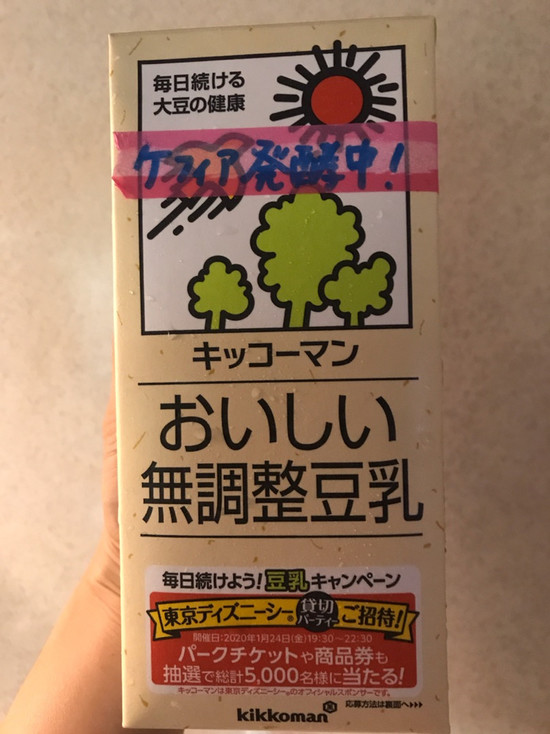 毎日続ける
大豆の健康
ケフィア発酵中!
キッコーマン
おいしい
無調整豆乳
毎日続けよう!豆乳キャンペーン
東京ディズニーシー®貸切パーティーご招待!
開催日:2020年1月24日(金)19:30~22:30
パークチケットや商品券も
抽選で総計5,000名様に当たる!
キッコーマンは東京ディズニーシー®のオフィシャルスポンサーです。
応募方法は裏面へ>>>
kikkoman